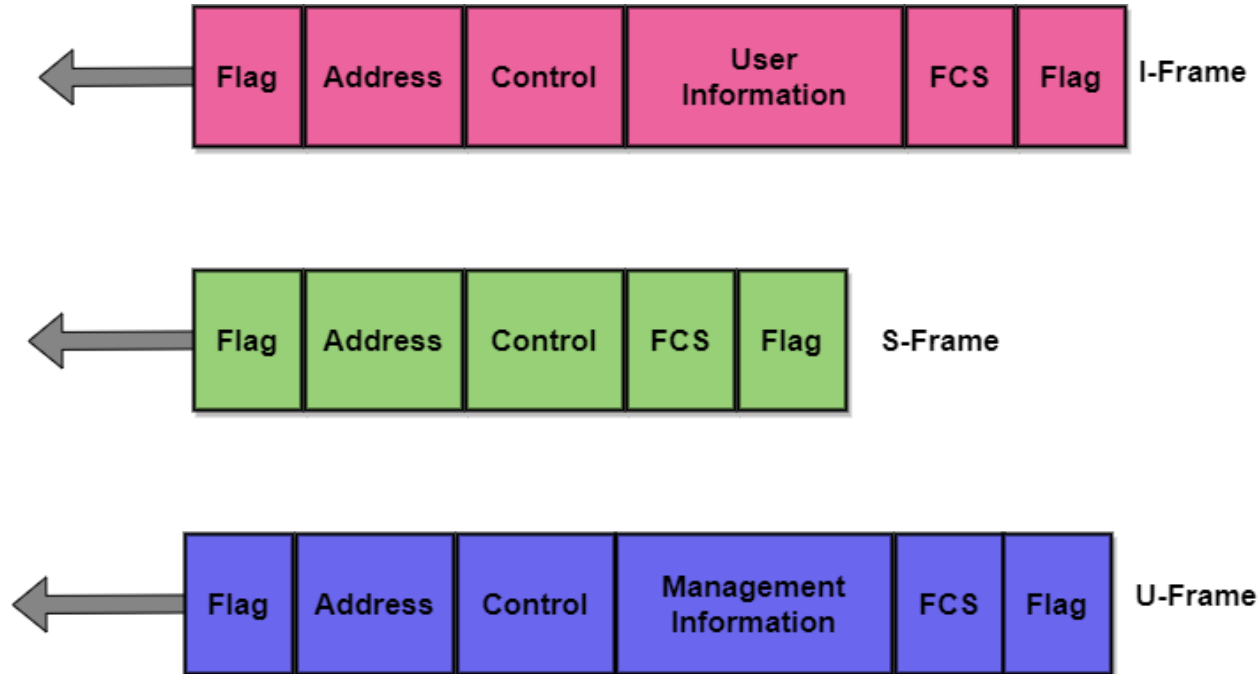 Flag Address Control User Information FCS Flag I-Frame
Flag Address Control FCS Flag S-Frame
Flag Address Control Management Information FCS Flag U-Frame